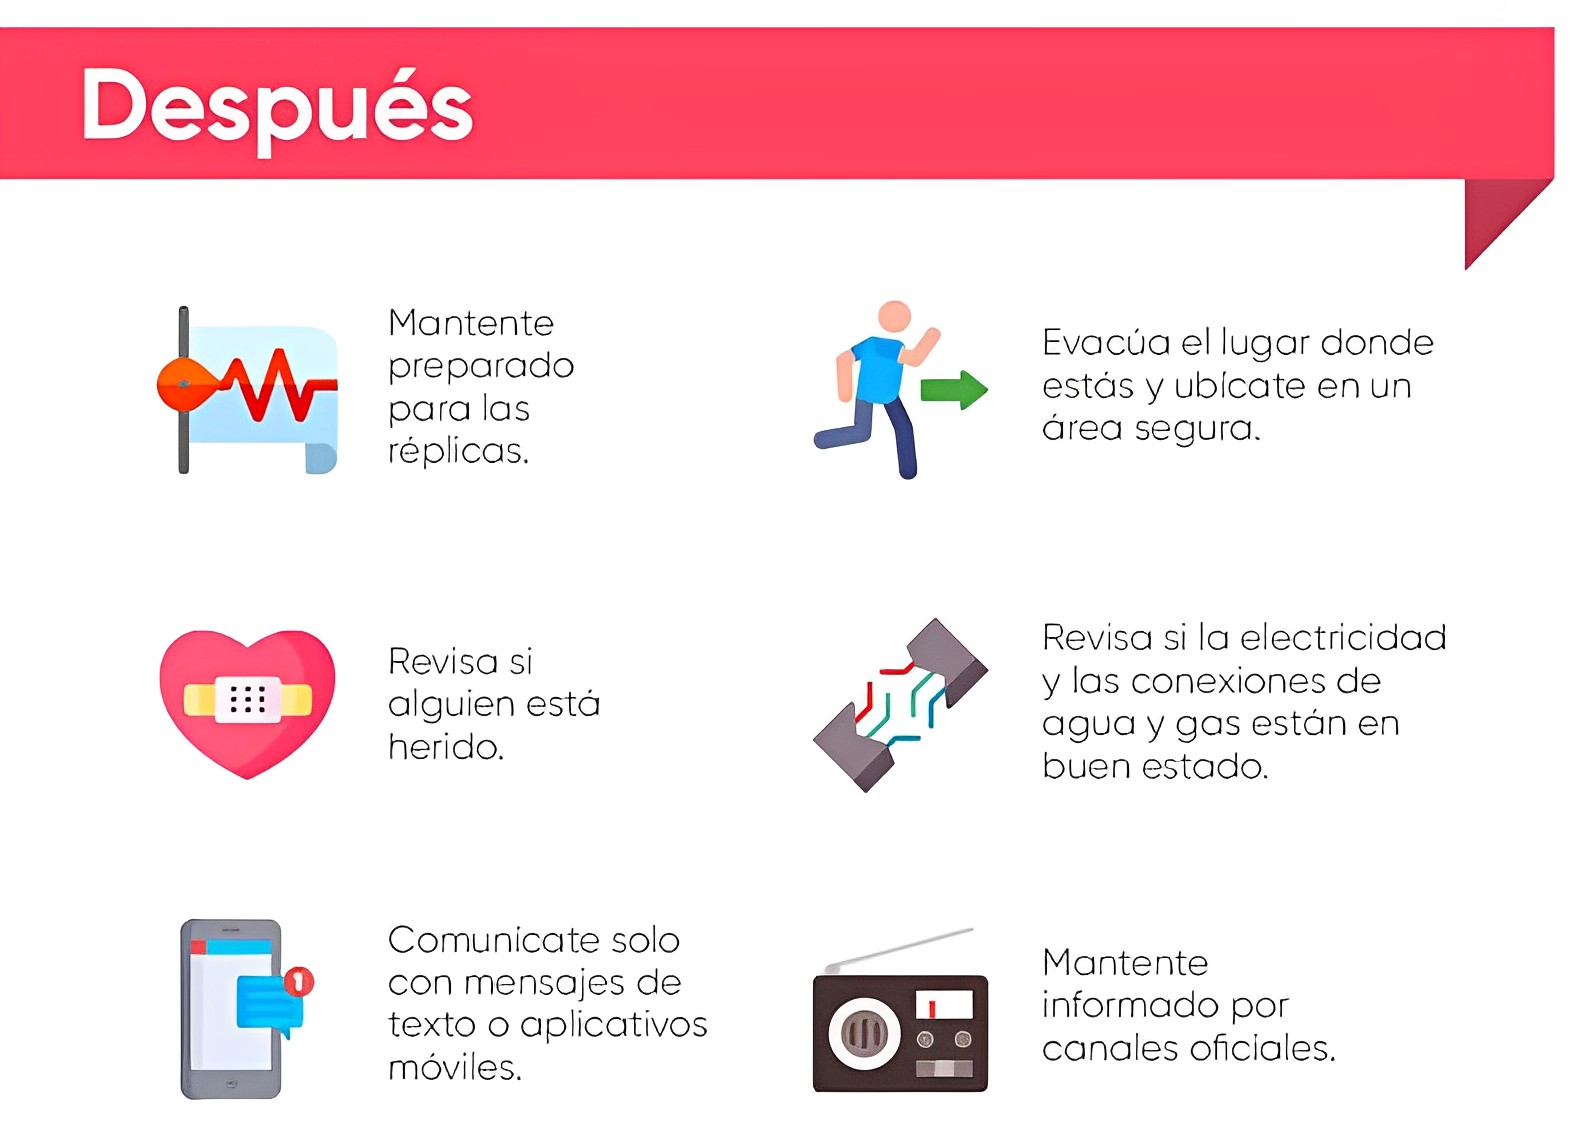 Después
Mantente
preparado
para las
réplicas.
Evacúa el lugar donde
estás y ubícate en un
área segura.
Revisa si
alguien está
herido.
Revisa si la electricidad
y las conexiones de
agua y gas están en
buen estado.
Comunícate solo
con mensajes de
texto o aplicativos
móviles.
Mantente
informado por
canales oficiales.